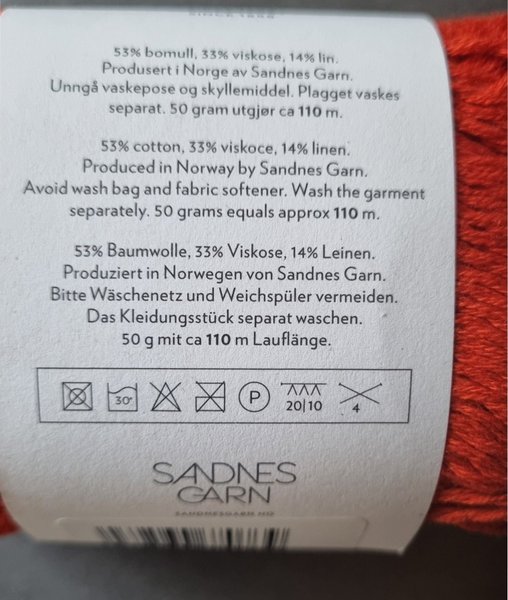 53% bomull, 33% viskose, 14% lin.
Produsert i Norge av Sandnes Garn.
Unngå vaskepose og skyllemiddel. Plagget vaskes
separat. 50 gram utgjør ca 110 m.
53% cotton, 33% viskoce, 14% linen.
Produced in Norway by Sandnes Garn.
Avoid wash bag and fabric softener. Wash the garment
separately. 50 grams equals approx 110 m.
53% Baumwolle, 33% Viskose, 14% Leinen.
Produziert in Norwegen von Sandnes Garn.
Bitte Wäschenetz und Weichspüler vermeiden.
Das Kleidungsstück separat waschen.
50 g mit ca 110 m Lauflänge.
30° P 20|10 4
SANDNES
GARN